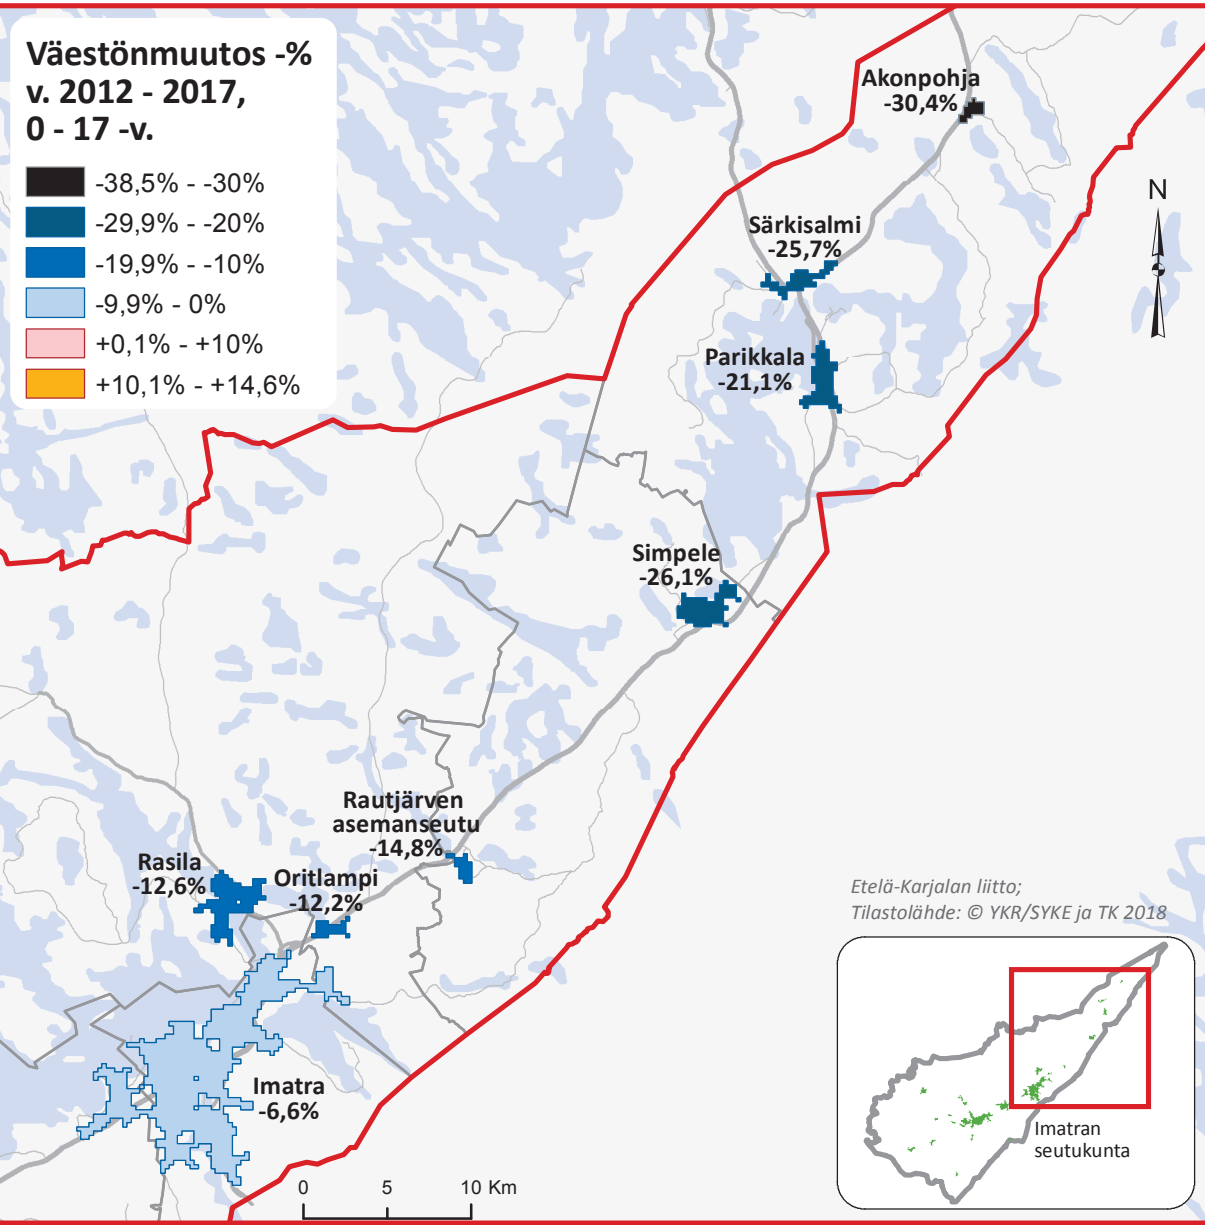 Väestönmuutos -%
v. 2012 - 2017,
0 - 17 -v.
-38,5% - -30%
-29,9% - -20%
-19,9% - -10%
-9,9% - 0%
+0,1% - +10%
+10,1% - +14,6%
Akonpohja
-30,4%
N
Särkisalmi
-25,7%
Parikkala
-21,1%
Simpele
-26,1%
Rautjärven
asemanseutu
-14,8%
Rasila
-12,6%
Oritlampi
-12,2%
Imatra
-6,6%
Etelä-Karjalan liitto;
Tilastolähde: © YKR/SYKE ja TK 2018
Imatran
seutukunta
0 5 10 Km